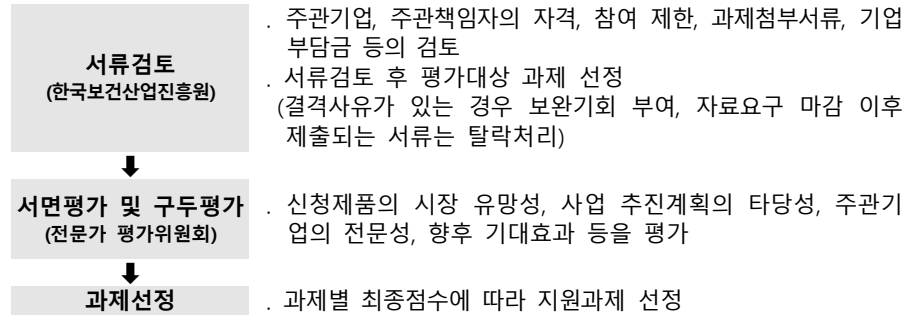 서류검토
(한국보건산업진흥원)
. 주관기업, 주관책임자의 자격, 참여 제한, 과제첨부서류, 기업
부담금 등의 검토
. 서류검토 후 평가대상 과제 선정
(결격사유가 있는 경우 보완기회 부여, 자료요구 마감 이후
제출되는 서류는 탈락처리)
서면평가 및 구두평가
(전문가 평가위원회)
. 신청제품의 시장 유망성, 사업 추진계획의 타당성, 주관기
업의 전문성, 향후 기대효과 등을 평가
과제선정
. 과제별 최종점수에 따라 지원과제 선정